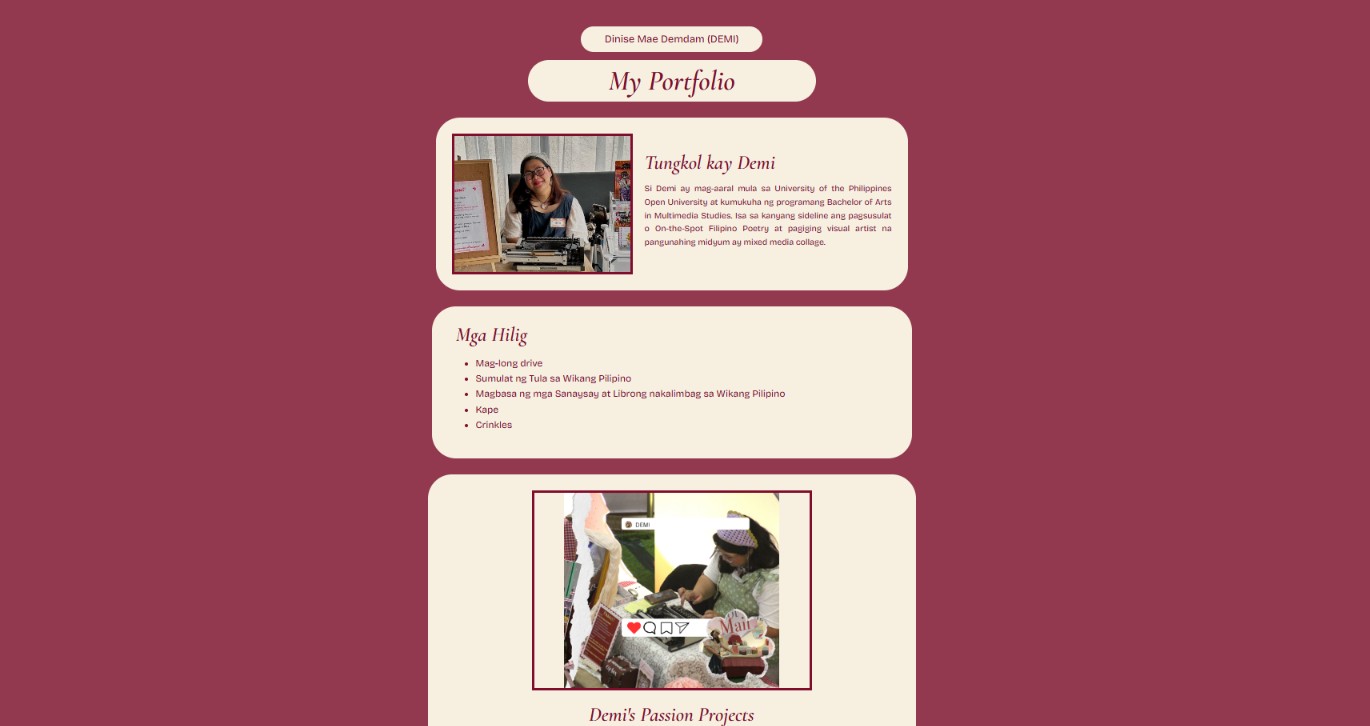 Dinise Mae Demdam (DEMI)
My Portfolio
Tungkol kay Demi
Si Demi ay mag-aaral mula sa University of the Philippines
Open University at kumukuha ng programang Bachelor of Arts
in Multimedia Studies. Isa sa kanyang sideline ang pagsusulat
o On-the-Spot Filipino Poetry at pagiging visual artist na
pangunahing midyum ay mixed media collage.
Mga Hilig
Mag-long drive
Sumulat ng Tula sa Wikang Pilipino
Magbasa ng mga Sanaysay at Librong nakalimbag sa Wikang Pilipino
Kape
Crinkles
DEMI
Mail
Demi's Passion Projects